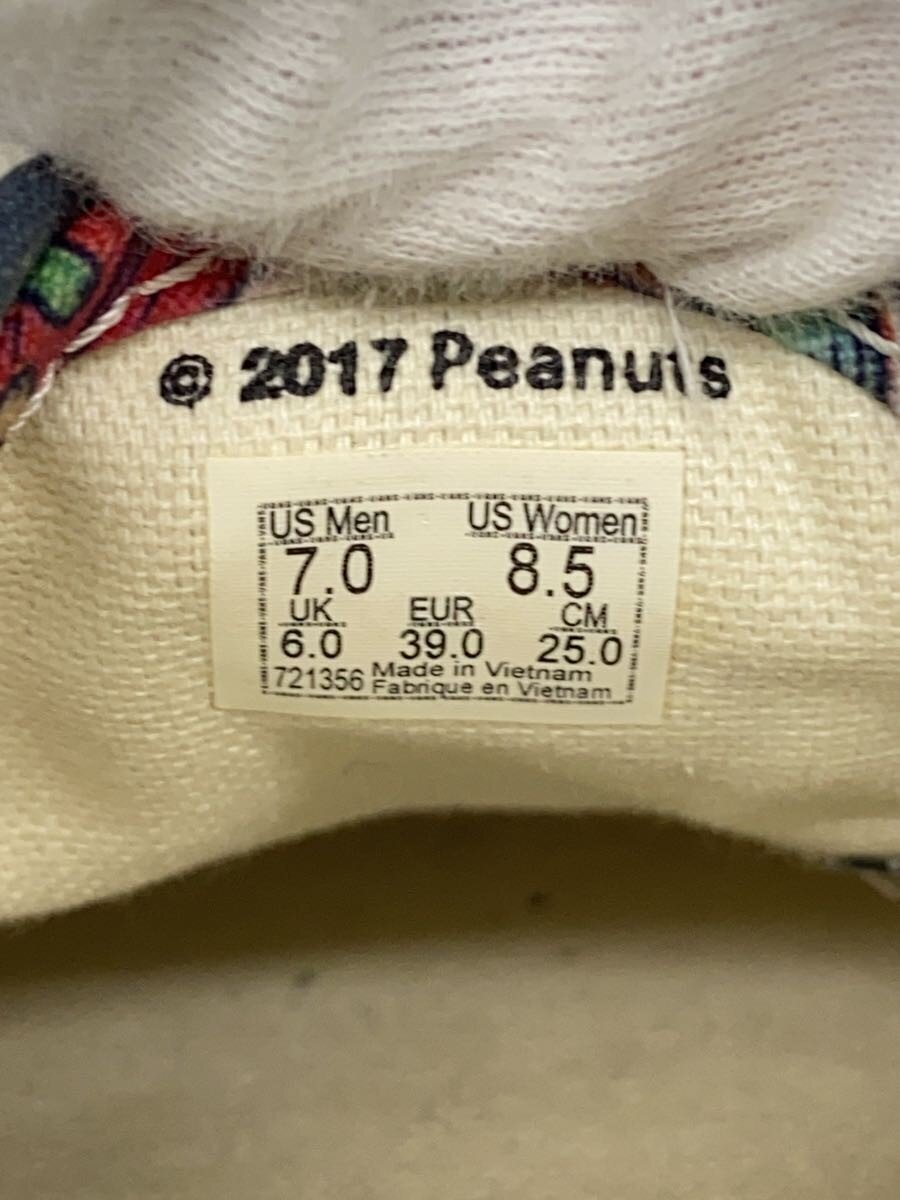 © 2017 Peanuts
US Men US Women
7.0 8.5
UK EUR CM
6.0 39.0 25.0
721356 Made in Vietnam
Fabrique en Vietnam